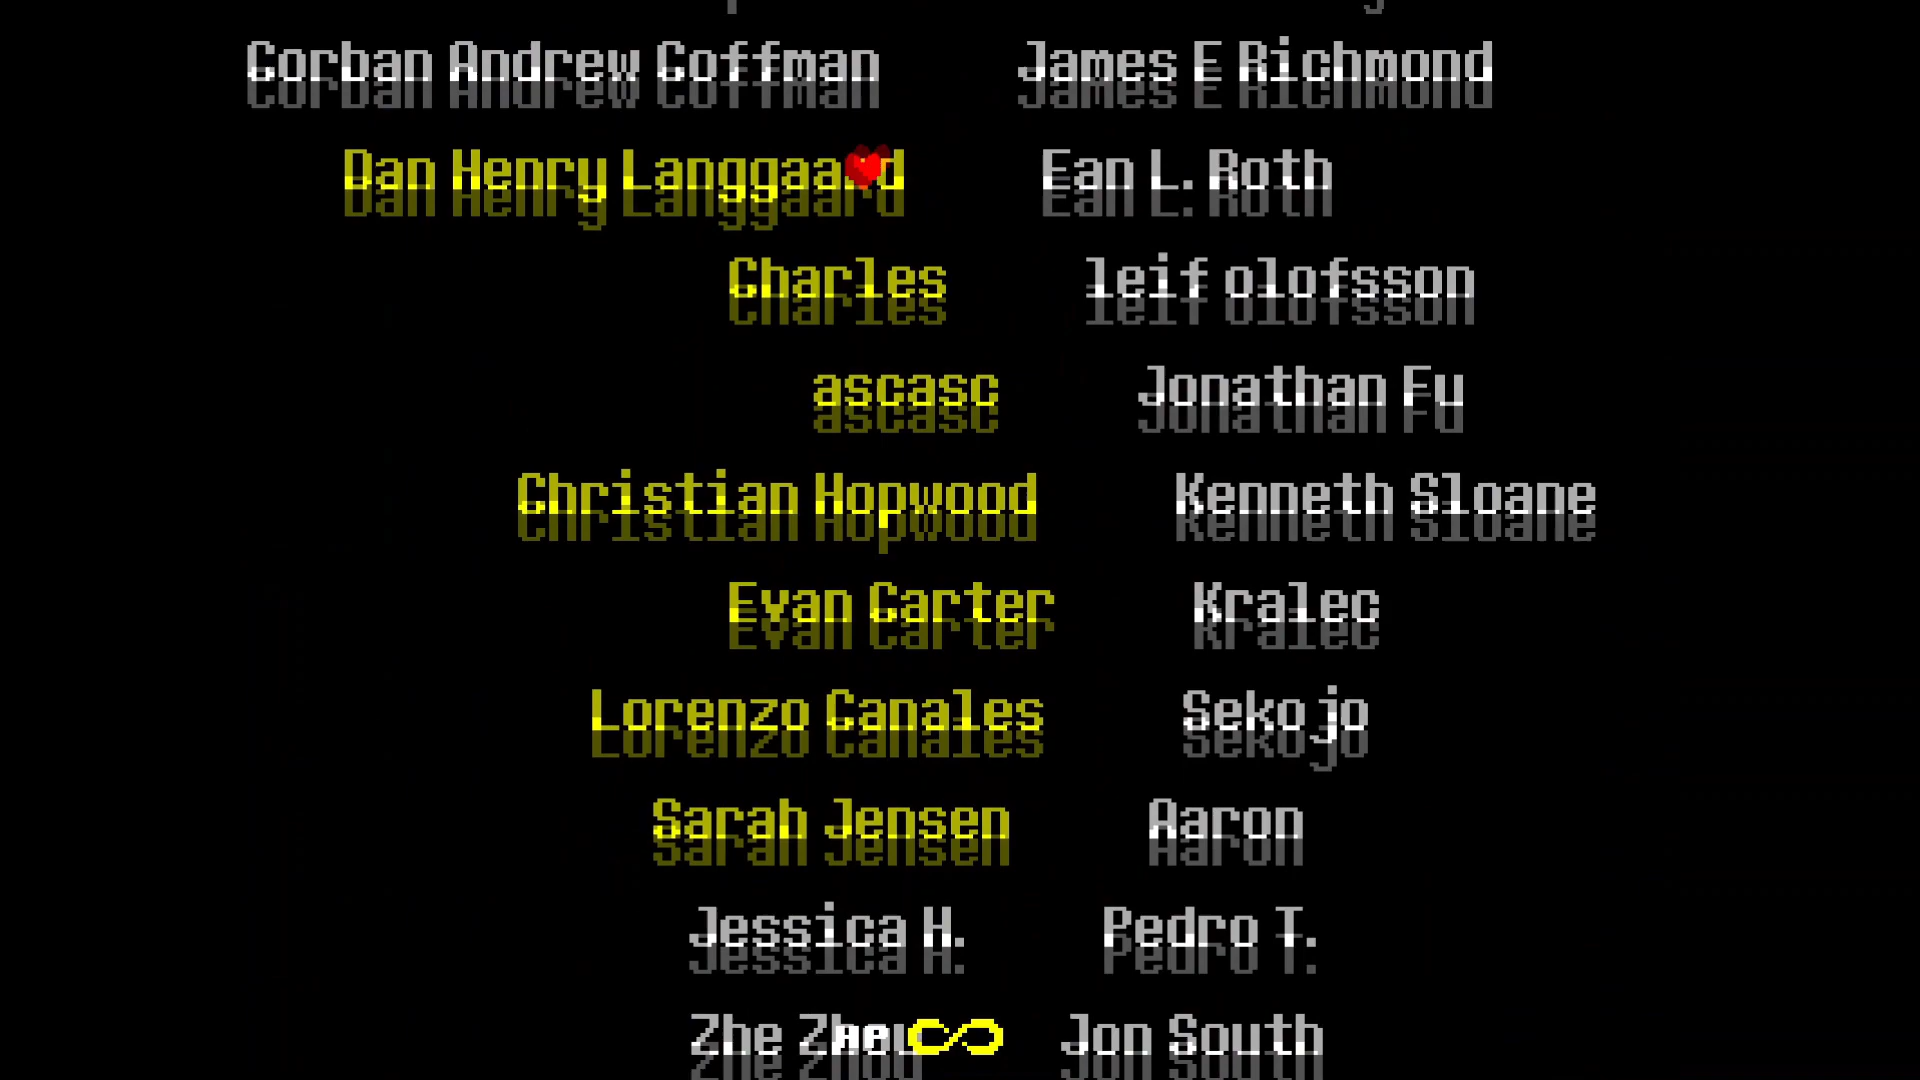 Corban Andrew Coffman James E Richmond
Dan Henry Langgaard Ean L. Roth
Charles leif olofsson
ascasc Jonathan Fu
Christian Hopwood Kenneth Sloane
Evan Carter Kralec
Lorenzo Canales Sekojo
Sarah Jensen Aaron
Jessica H. Pedro T.
Zhe Zhou Jon South
HP ∞